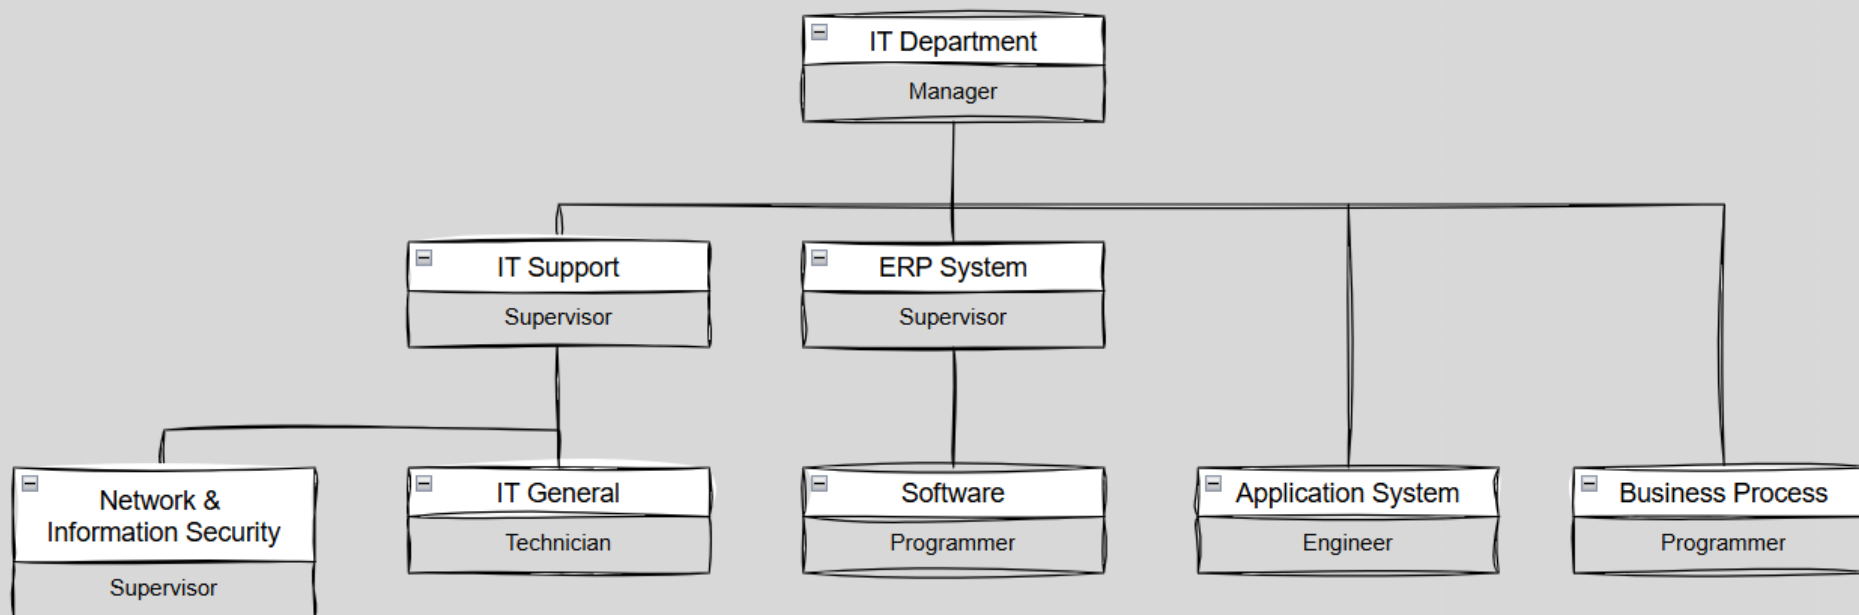 IT Department
Manager
IT Support
Supervisor
ERP System
Supervisor
Network &
Information Security
Supervisor
IT General
Technician
Software
Programmer
Application System
Engineer
Business Process
Programmer